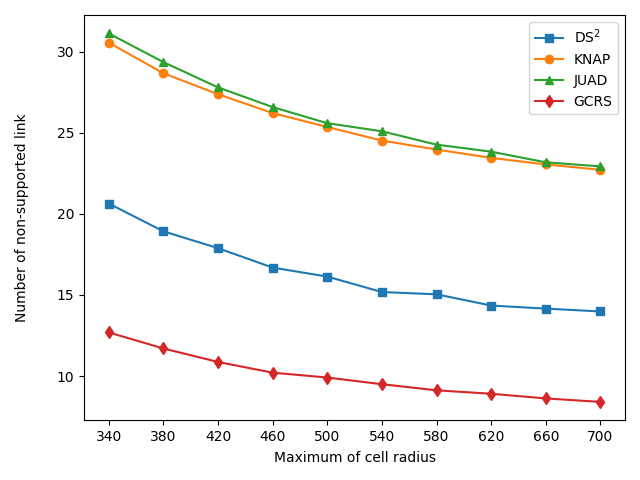 DS²
KNAP
JUAD
GCRS
Number of non-supported link
30
25
20
15
10
340 380 420 460 500 540 580 620 660 700
Maximum of cell radius